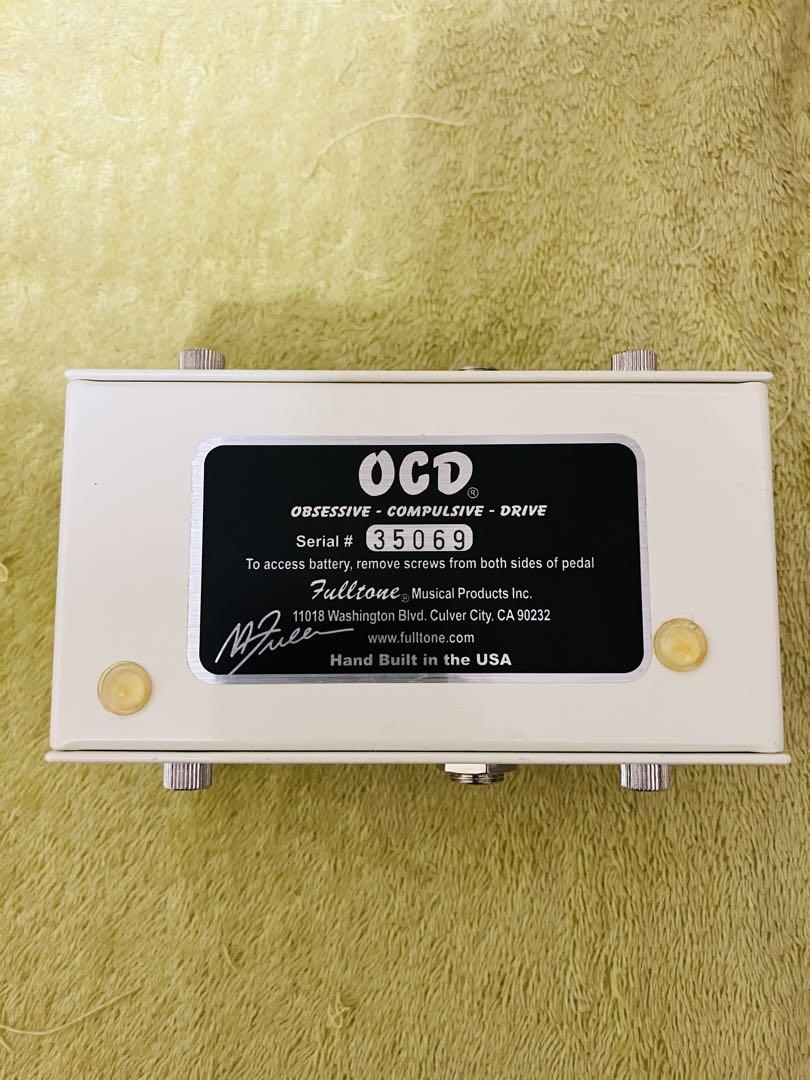 OCD®
OBSESSIVE - COMPULSIVE - DRIVE
Serial # 35069
To access battery, remove screws from both sides of pedal
Fulltone® Musical Products Inc.
11018 Washington Blvd. Culver City, CA 90232
www.fulltone.com
M Fuller
Hand Built in the USA